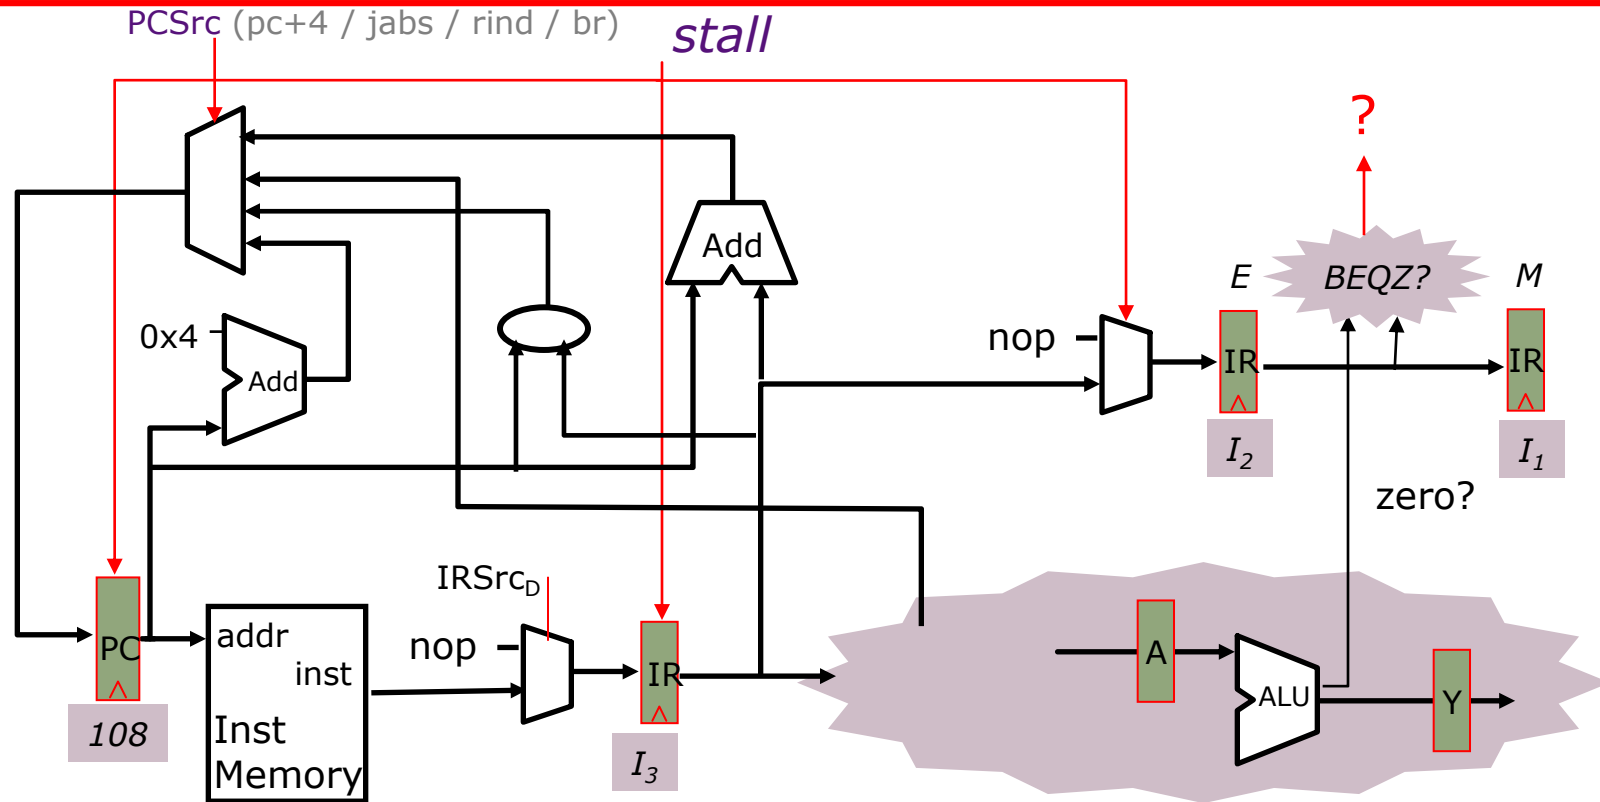 PCSrc (pc+4 / jabs / rind / br)
stall
?
Add
E
BEQZ?
M
0x4
Add
nop
IR
IR
I2
I1
zero?
IRSrcD
PC
addr
inst
Inst
Memory
nop
IR
A
ALU
Y
108
I3